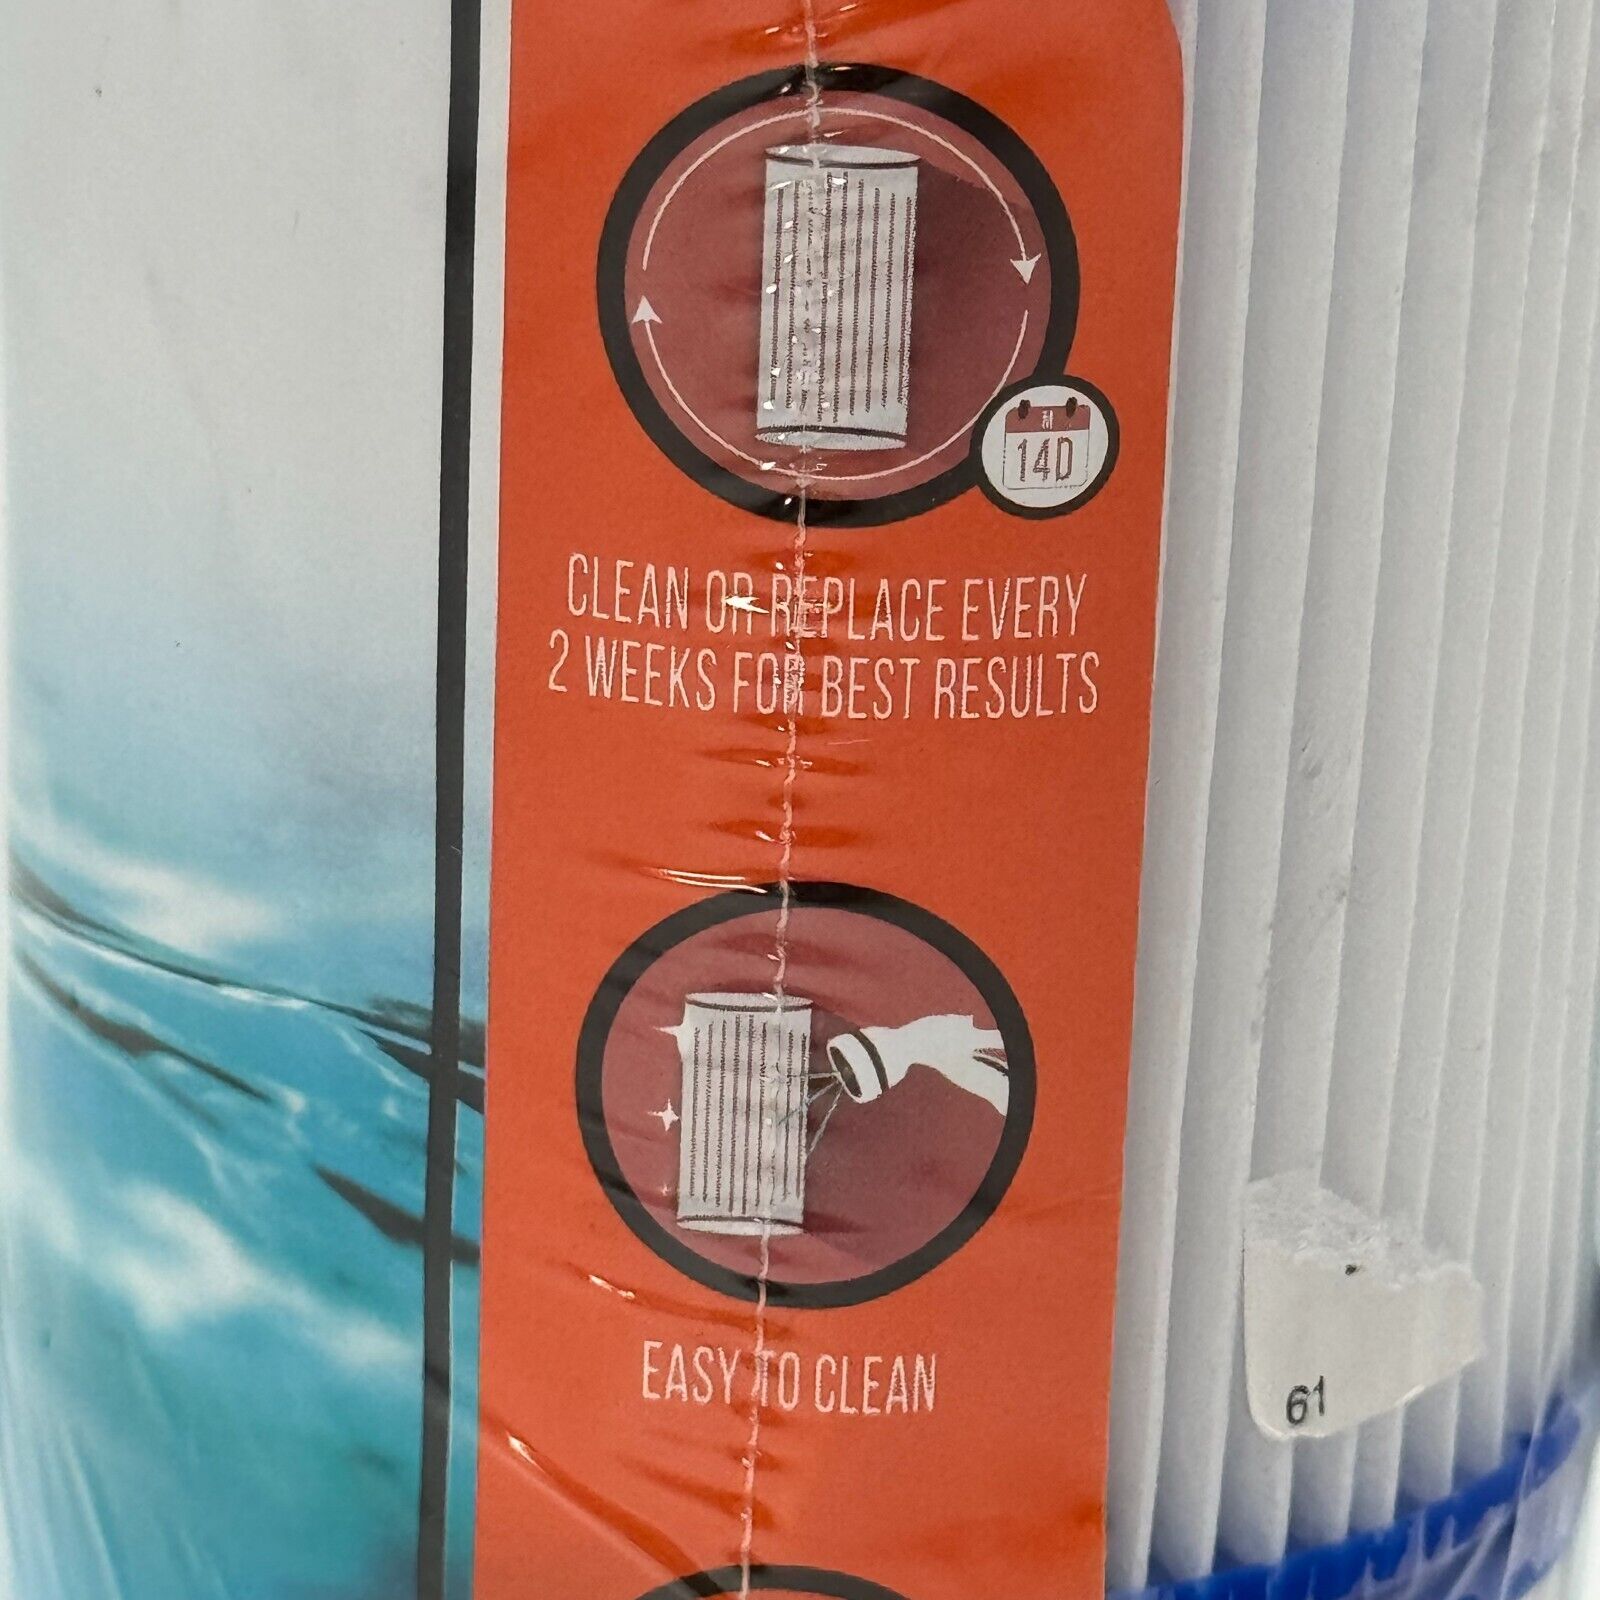 14D
CLEAN OR REPLACE EVERY
2 WEEKS FOR BEST RESULTS
EASY TO CLEAN
61